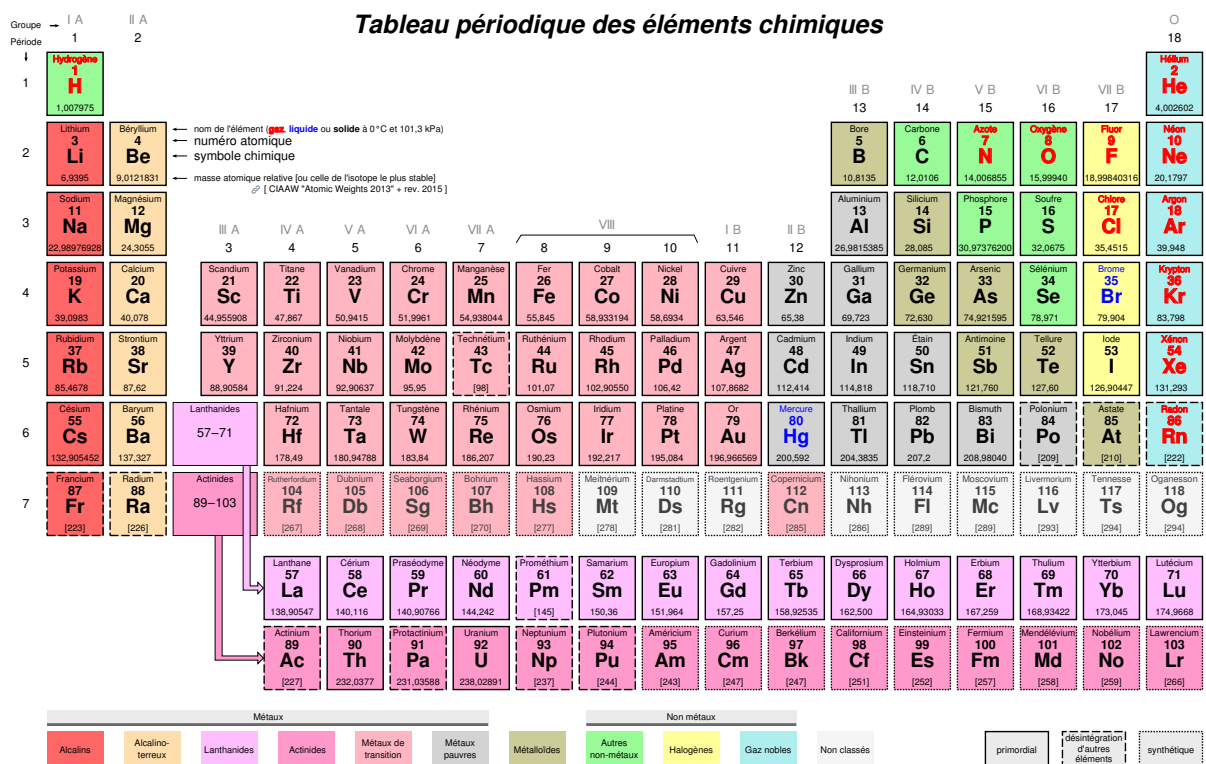 Tableau périodique des éléments chimiques
Groupe → I A II A O
Période 1 2 18
↓
Hydrogène Hélium
1 1 2
H He
1,007975 4,002602
III B IV B V B VI B VII B
13 14 15 16 17
Lithium Béryllium Bore Carbone Azote Oxygène Fluor Néon
2 3 4 5 6 7 8 9 10
Li Be B C N O F Ne
6,9395 9,0121831 10,8135 12,0106 14,006855 15,99940 18,99840316 20,1797
← nom de l'élément (gaz, liquide ou solide à 0°C et 101,3 kPa)
← numéro atomique
← symbole chimique
← masse atomique relative [ou celle de l'isotope le plus stable]
[ CIAAW "Atomic Weights 2013" + rev. 2015 ]
Sodium Magnésium Aluminium Silicium Phosphore Soufre Chlore Argon
3 11 12 13 14 15 16 17 18
Na Mg Al Si P S Cl Ar
22,98976928 24,3055 26,9815385 28,085 30,97376200 32,0675 35,4515 39,948
III A IV A V A VI A VII A VIII I B II B
3 4 5 6 7 8 9 10 11 12
Potassium Calcium Scandium Titane Vanadium Chrome Manganèse Fer Cobalt Nickel Cuivre Zinc Gallium Germanium Arsenic Sélénium Brome Krypton
4 19 20 21 22 23 24 25 26 27 28 29 30 31 32 33 34 35 36
K Ca Sc Ti V Cr Mn Fe Co Ni Cu Zn Ga Ge As Se Br Kr
39,0983 40,078 44,955908 47,867 50,9415 51,9961 54,938044 55,845 58,933194 58,6934 63,546 65,38 69,723 72,630 74,921595 78,971 79,904 83,798
Rubidium Strontium Yttrium Zirconium Niobium Molybdène Technétium Ruthénium Rhodium Palladium Argent Cadmium Indium Étain Antimoine Tellure Iode Xénon
5 37 38 39 40 41 42 43 44 45 46 47 48 49 50 51 52 53 54
Rb Sr Y Zr Nb Mo Tc Ru Rh Pd Ag Cd In Sn Sb Te I Xe
85,4678 87,62 88,90584 91,224 92,90637 95,95 [98] 101,07 102,90550 106,42 107,8682 112,414 114,818 118,710 121,760 127,60 126,90447 131,293
Césium Baryum Lanthanides Hafnium Tantale Tungstène Rhénium Osmium Iridium Platine Or Mercure Thallium Plomb Bismuth Polonium Astate Radon
6 55 56 57–71 72 73 74 75 76 77 78 79 80 81 82 83 84 85 86
Cs Ba Hf Ta W Re Os Ir Pt Au Hg Tl Pb Bi Po At Rn
132,905452 137,327 178,49 180,94788 183,84 186,207 190,23 192,217 195,084 196,966569 200,592 204,3835 207,2 208,98040 [209] [210] [222]
Francium Radium Actinides Rutherfordium Dubnium Seaborgium Bohrium Hassium Meitnérium Darmstadtium Roentgenium Copernicium Nihonium Flérovium Moscovium Livermorium Tennesse Oganesson
7 87 88 89–103 104 105 106 107 108 109 110 111 112 113 114 115 116 117 118
Fr Ra Rf Db Sg Bh Hs Mt Ds Rg Cn Nh Fl Mc Lv Ts Og
[223] [226] [267] [268] [269] [270] [277] [278] [281] [282] [285] [286] [289] [289] [293] [294] [294]
Lanthane Cérium Praséodyme Néodyme Prométhium Samarium Europium Gadolinium Terbium Dysprosium Holmium Erbium Thulium Ytterbium Lutécium
57 58 59 60 61 62 63 64 65 66 67 68 69 70 71
La Ce Pr Nd Pm Sm Eu Gd Tb Dy Ho Er Tm Yb Lu
138,90547 140,116 140,90766 144,242 [145] 150,36 151,964 157,25 158,92535 162,500 164,93033 167,259 168,93422 173,045 174,9668
Actinium Thorium Protactinium Uranium Neptunium Plutonium Américium Curium Berkélium Californium Einsteinium Fermium Mendélévium Nobélium Lawrencium
89 90 91 92 93 94 95 96 97 98 99 100 101 102 103
Ac Th Pa U Np Pu Am Cm Bk Cf Es Fm Md No Lr
[227] 232,0377 231,03588 238,02891 [237] [244] [243] [247] [247] [251] [252] [257] [258] [259] [266]
Métaux Non métaux
Alcalins
Alcalino-
terreux
Lanthanides
Actinides
Métaux de
transition
Métaux
pauvres
Métalloïdes
Autres
non-métaux
Halogènes
Gaz nobles
Non classés
primordial
désintégration
d'autres
éléments
synthétique